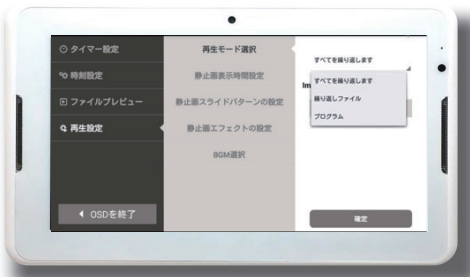 タイマー設定
時刻設定
ファイルプレビュー
再生設定
OSDを終了
再生モード選択
静止画表示時間設定
静止画スライドパターンの設定
静止画エフェクトの設定
BGM選択
すべてを繰り返します
Im
すべてを繰り返します
繰り返しファイル
プログラム
確定